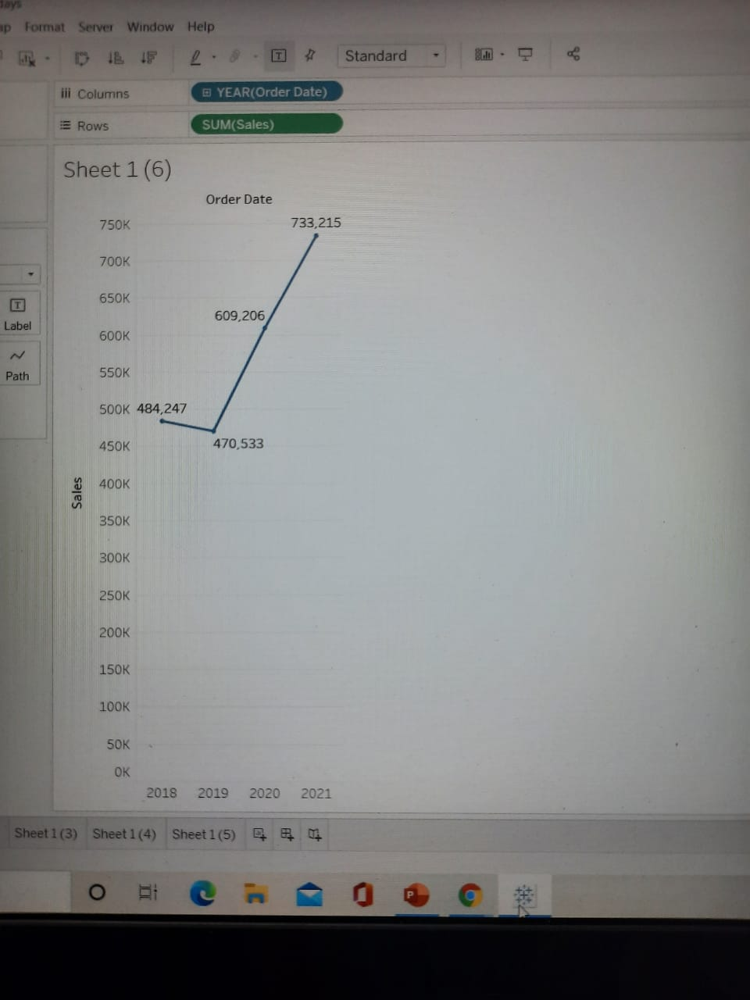 days
ap Format Server Window Help
Standard
Columns YEAR(Order Date)
Rows SUM(Sales)
Sheet 1 (6)
Order Date
750K
733,215
700K
650K
609,206
600K
550K
500K 484,247
470,533
450K
400K
Sales
350K
300K
250K
200K
150K
100K
50K
0K
2018 2019 2020 2021
T
Label
Path
Sheet 1 (3) Sheet 1 (4) Sheet 1 (5)
P